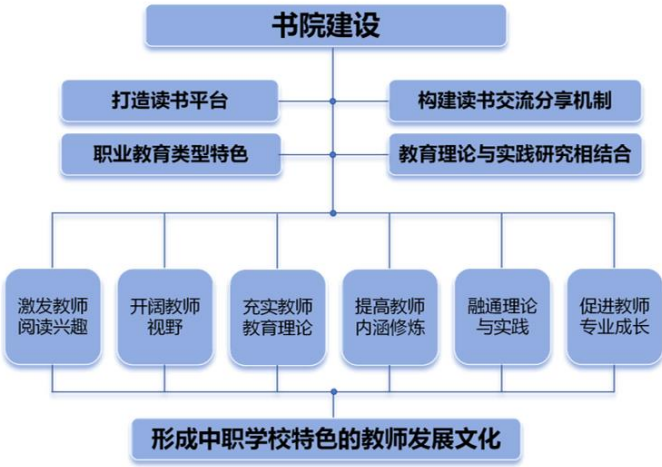 书院建设
打造读书平台
构建读书交流分享机制
职业教育类型特色
教育理论与实践研究相结合
激发教师
阅读兴趣
开阔教师
视野
充实教师
教育理论
提高教师
内涵修炼
融通理论
与实践
促进教师
专业成长
形成中职学校特色的教师发展文化